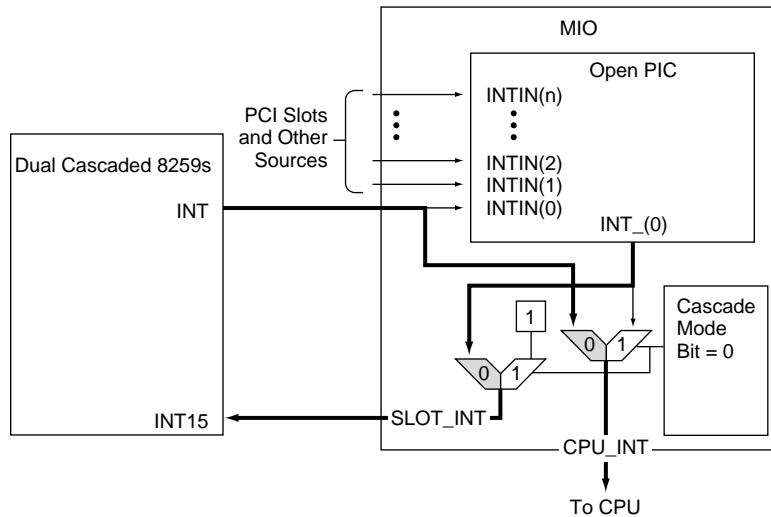 MIO
Open PIC
PCI Slots
and Other
Sources
INTIN(n)
INTIN(2)
INTIN(1)
INTIN(0)
INT_(0)
Dual Cascaded 8259s
INT
INT15
1
0 1
0 1
Cascade
Mode
Bit = 0
SLOT_INT
CPU_INT
To CPU